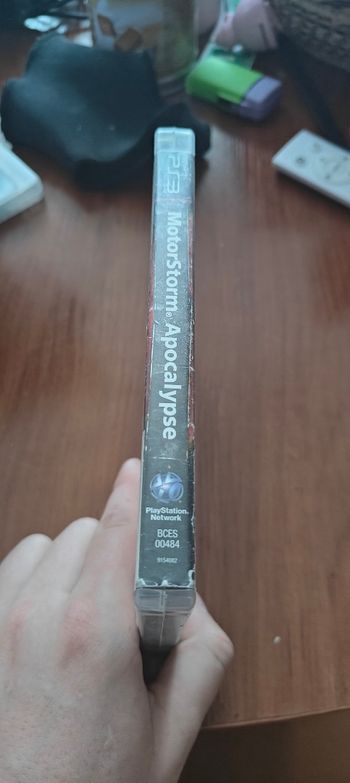 PS3
MotorStorm® Apocalypse
PlayStation®
Network
BCES
00484
9154082